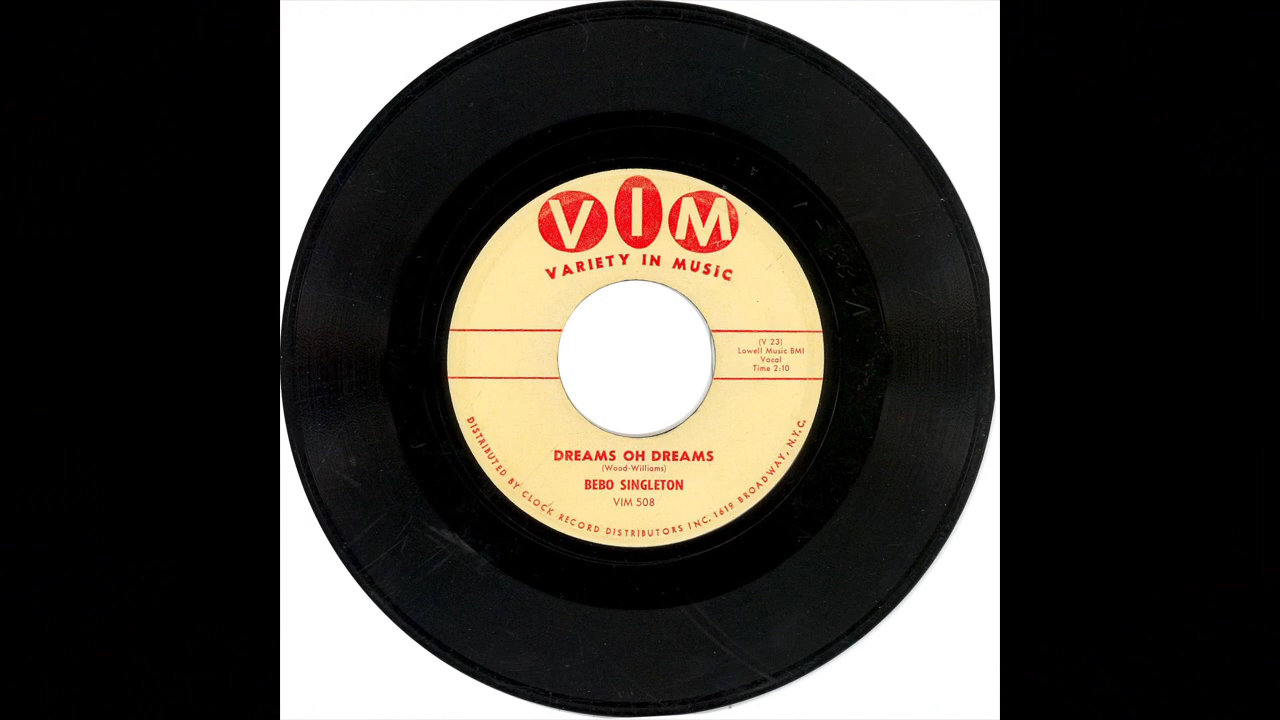 VIM
VARIETY IN MUSiC
(V 23)
Lowell Music BMI
Vocal
Time 2:10
DREAMS OH DREAMS
(Wood-Williams)
BEBO SINGLETON
VIM 508
DISTRIBUTED BY CLOCK RECORD DISTRIBUTORS INC. 1619 BROADWAY, N.Y.C.